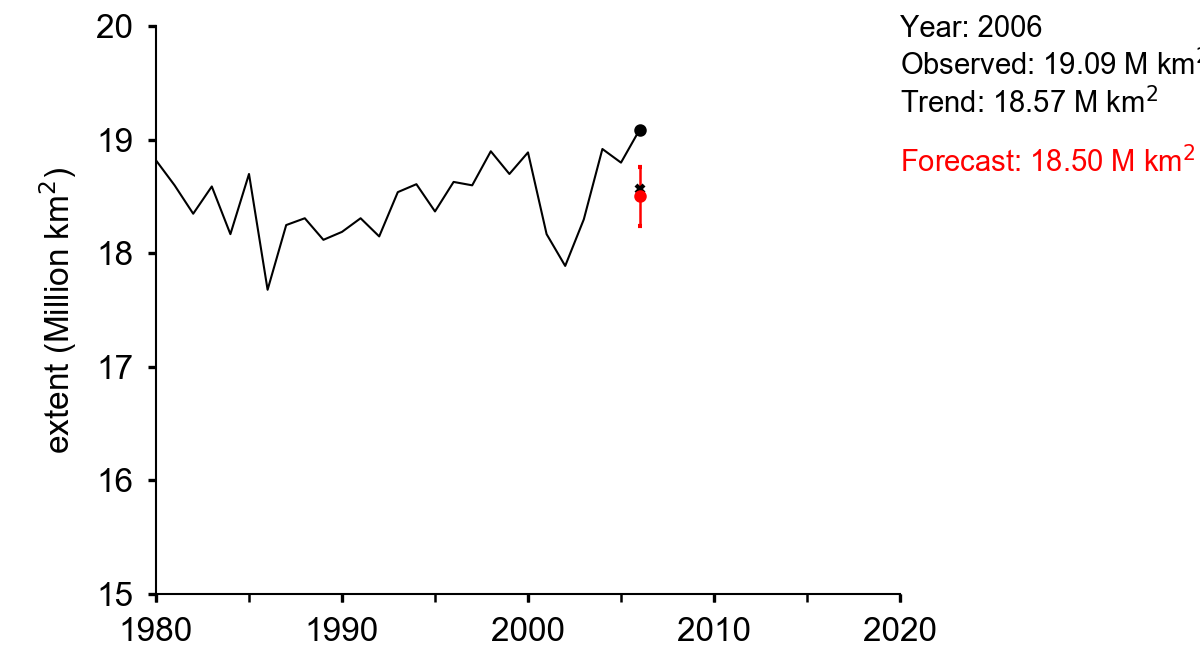 Year: 2006
Observed: 19.09 M km²
Trend: 18.57 M km²
Forecast: 18.50 M km²
extent (Million km²)
20
19
18
17
16
15
1980 1990 2000 2010 2020